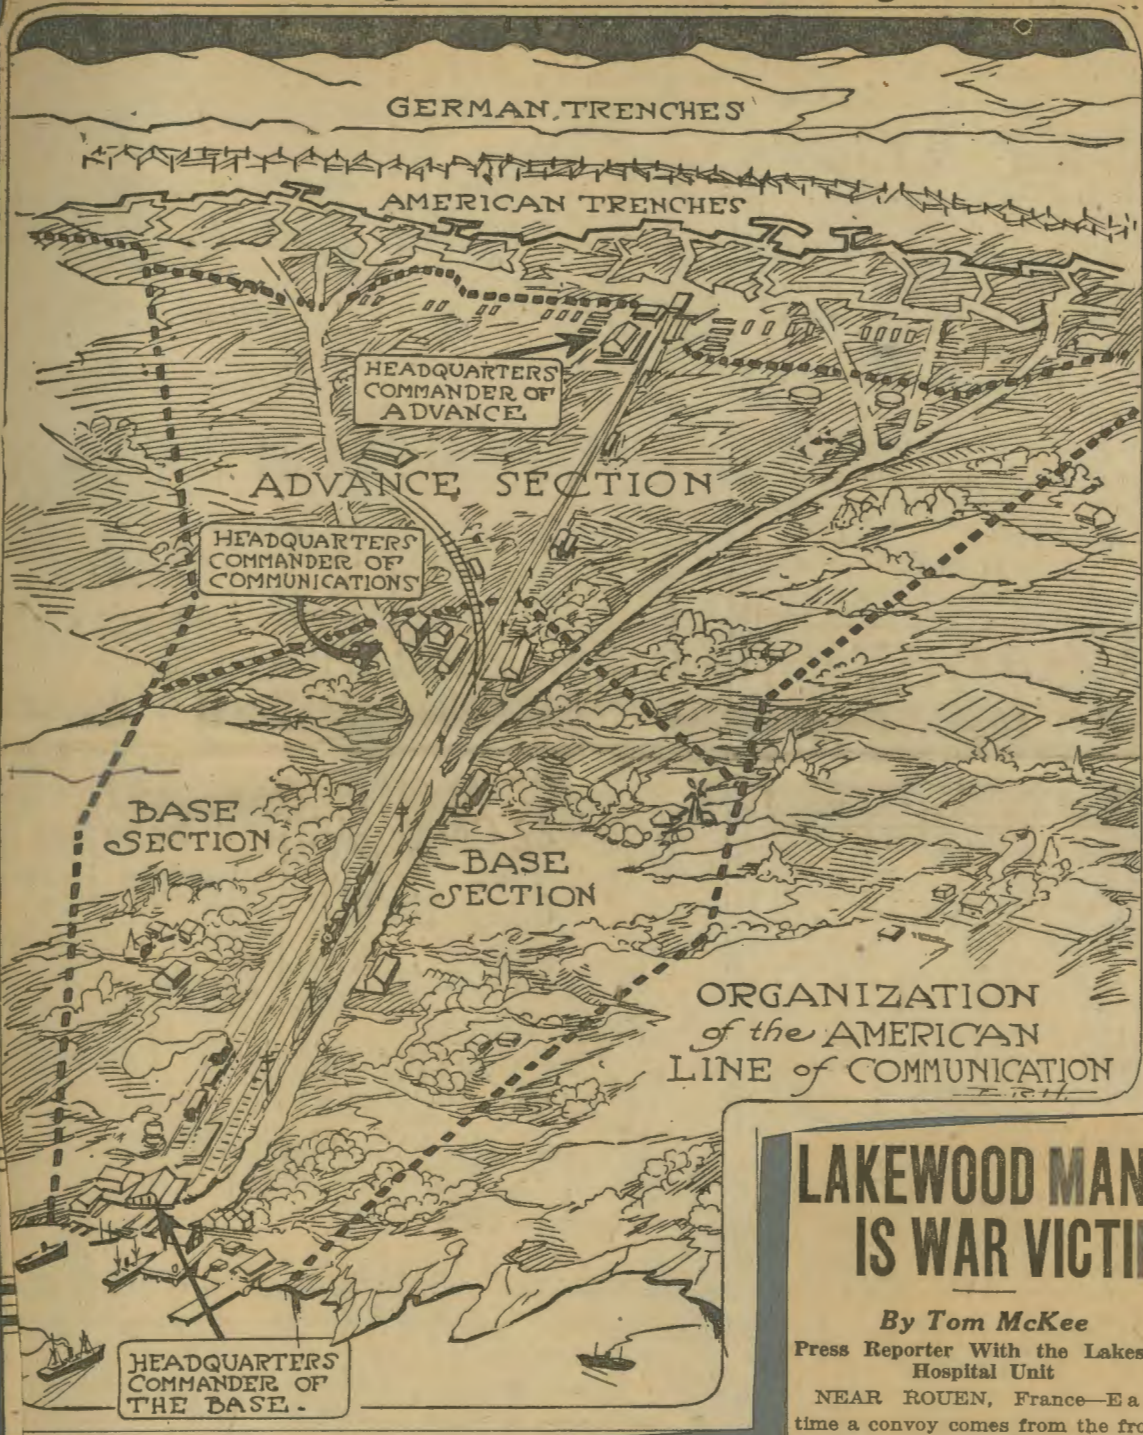 GERMAN TRENCHES
AMERICAN TRENCHES
HEADQUARTERS
COMMANDER OF
ADVANCE
ADVANCE SECTION
HEADQUARTERS
COMMANDER OF
COMMUNICATIONS
BASE
SECTION
BASE
SECTION
ORGANIZATION
of the AMERICAN
LINE of COMMUNICATION
I.R.H.
HEADQUARTERS
COMMANDER OF
THE BASE.
LAKEWOOD MAN
IS WAR VICTI
By Tom McKee
Press Reporter With the Lakes
Hospital Unit
NEAR ROUEN, France—Ea
time a convoy comes from the fro